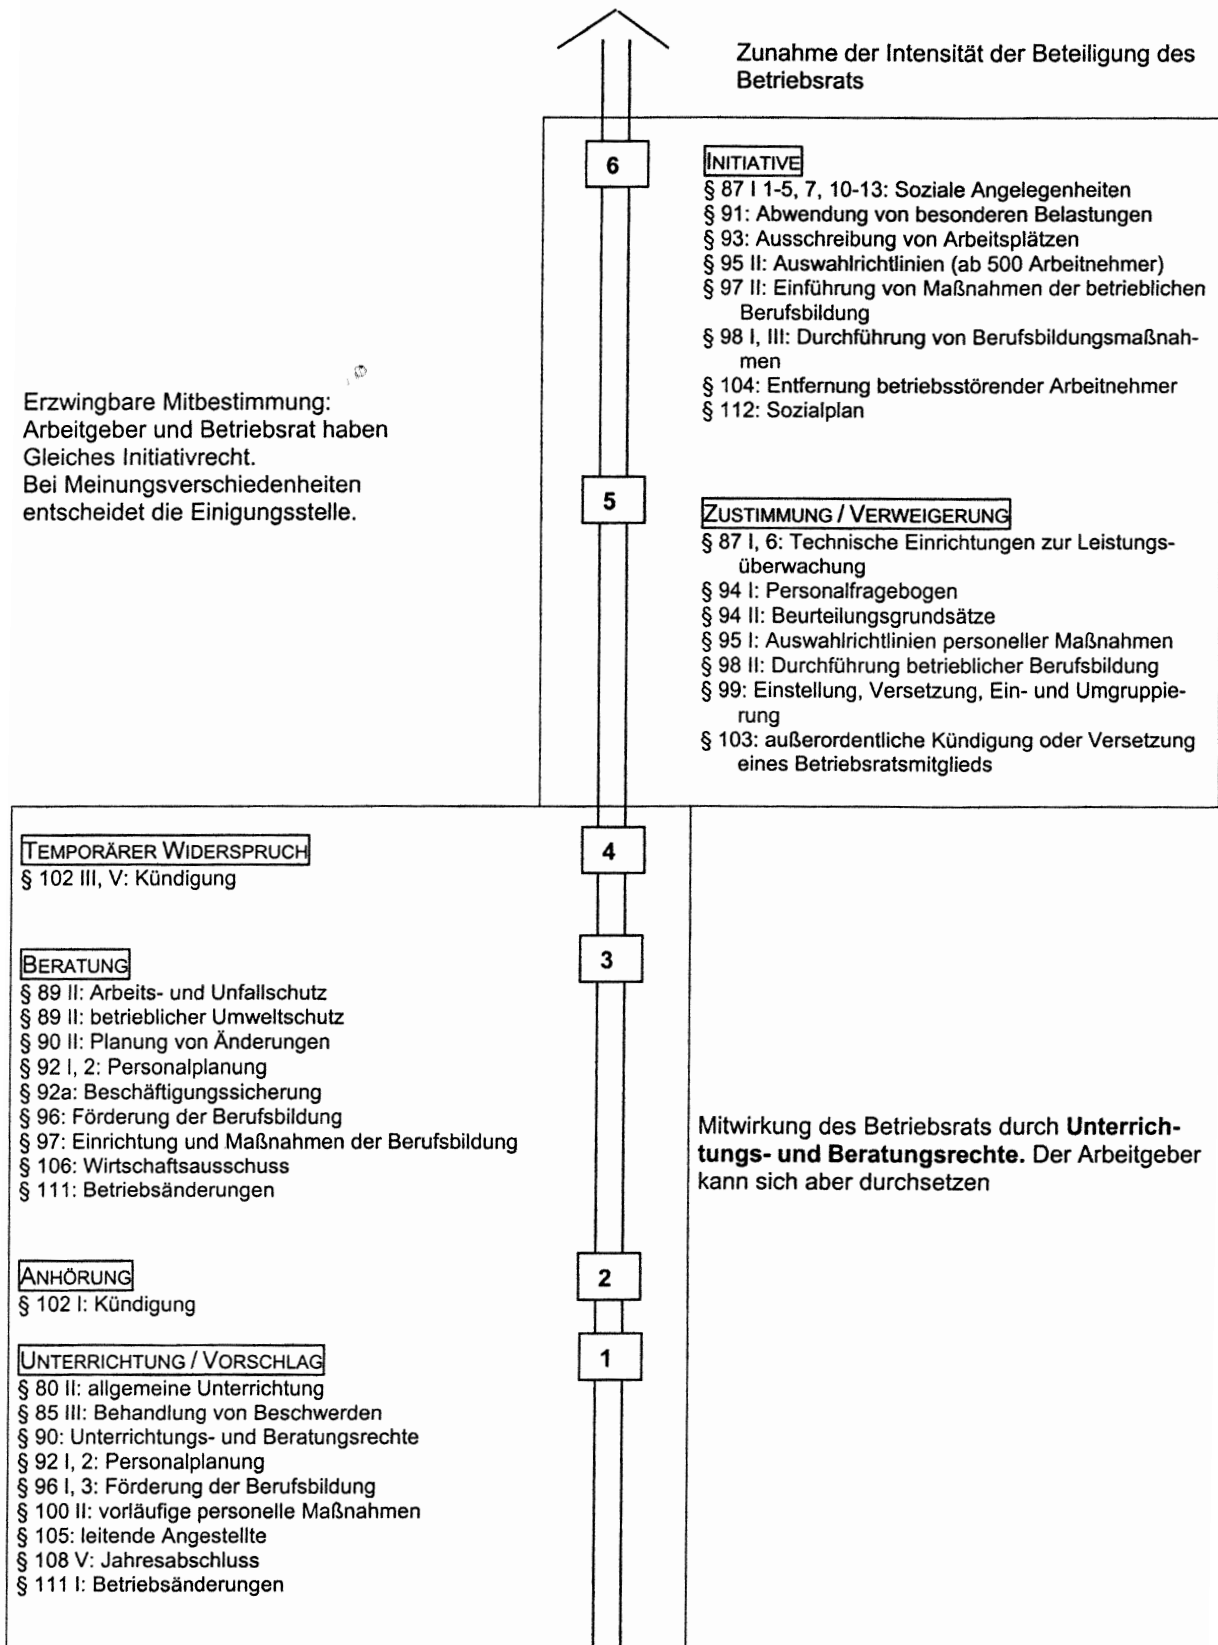 Zunahme der Intensität der Beteiligung des
Betriebsrats
6
INITIATIVE
§ 87 I 1-5, 7, 10-13: Soziale Angelegenheiten
§ 91: Abwendung von besonderen Belastungen
§ 93: Ausschreibung von Arbeitsplätzen
§ 95 II: Auswahlrichtlinien (ab 500 Arbeitnehmer)
§ 97 II: Einführung von Maßnahmen der betrieblichen
Berufsbildung
§ 98 I, III: Durchführung von Berufsbildungsmaßnah-
men
§ 104: Entfernung betriebsstörender Arbeitnehmer
§ 112: Sozialplan
Erzwingbare Mitbestimmung:
Arbeitgeber und Betriebsrat haben
Gleiches Initiativrecht.
Bei Meinungsverschiedenheiten
entscheidet die Einigungsstelle.
5
ZUSTIMMUNG / VERWEIGERUNG
§ 87 I, 6: Technische Einrichtungen zur Leistungs-
überwachung
§ 94 I: Personalfragebogen
§ 94 II: Beurteilungsgrundsätze
§ 95 I: Auswahlrichtlinien personeller Maßnahmen
§ 98 II: Durchführung betrieblicher Berufsbildung
§ 99: Einstellung, Versetzung, Ein- und Umgruppie-
rung
§ 103: außerordentliche Kündigung oder Versetzung
eines Betriebsratsmitglieds
4
TEMPORÄRER WIDERSPRUCH
§ 102 III, V: Kündigung
3
BERATUNG
§ 89 II: Arbeits- und Unfallschutz
§ 89 II: betrieblicher Umweltschutz
§ 90 II: Planung von Änderungen
§ 92 I, 2: Personalplanung
§ 92a: Beschäftigungssicherung
§ 96: Förderung der Berufsbildung
§ 97: Einrichtung und Maßnahmen der Berufsbildung
§ 106: Wirtschaftsausschuss
§ 111: Betriebsänderungen
Mitwirkung des Betriebsrats durch Unterrich-
tungs- und Beratungsrechte. Der Arbeitgeber
kann sich aber durchsetzen
2
ANHÖRUNG
§ 102 I: Kündigung
1
UNTERRICHTUNG / VORSCHLAG
§ 80 II: allgemeine Unterrichtung
§ 85 III: Behandlung von Beschwerden
§ 90: Unterrichtungs- und Beratungsrechte
§ 92 I, 2: Personalplanung
§ 96 I, 3: Förderung der Berufsbildung
§ 100 II: vorläufige personelle Maßnahmen
§ 105: leitende Angestellte
§ 108 V: Jahresabschluss
§ 111 I: Betriebsänderungen